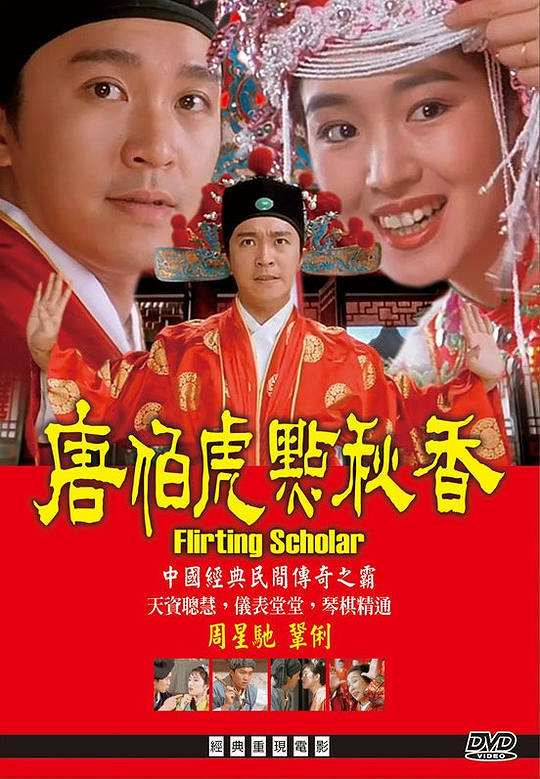 唐伯虎點秋香
Flirting Scholar
中國經典民間傳奇之霸
天資聰慧，儀表堂堂，琴棋精通
周星馳 鞏俐
經典重現電影
DVD
VIDEO